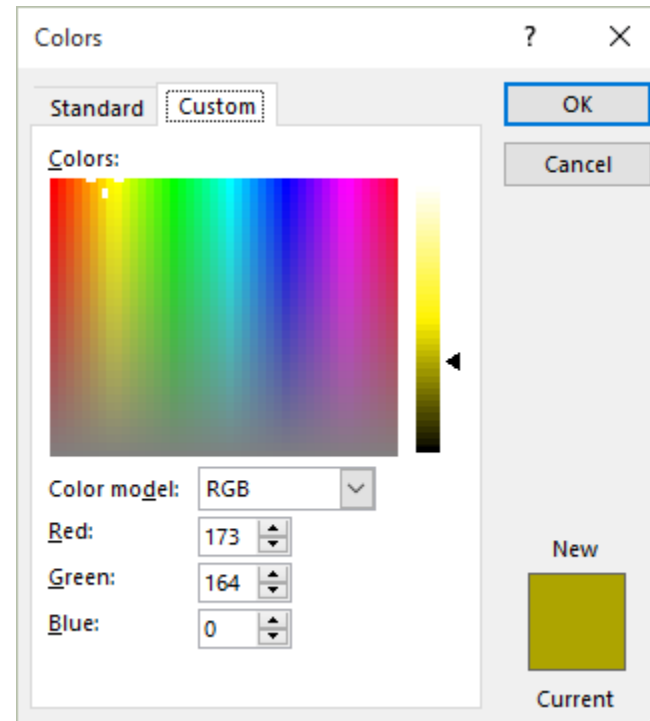 Colors ?
Standard Custom OK
Colors: Cancel
Color model: RGB
Red: 173
Green: 164
Blue: 0
New
Current